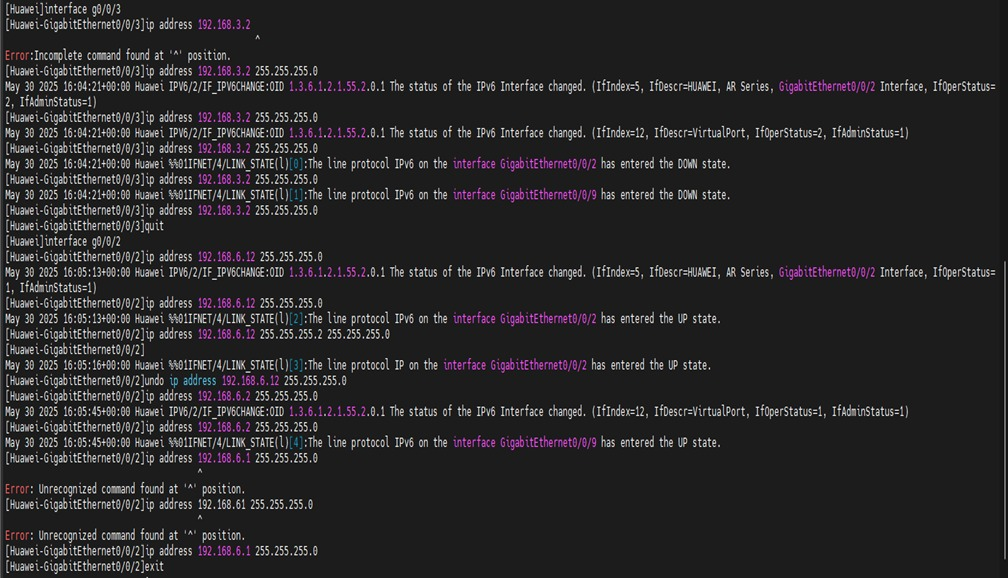 [Huawei]interface g0/0/3
[Huawei-GigabitEthernet0/0/3]ip address 192.168.3.2
^
Error:Incomplete command found at '^' position.
[Huawei-GigabitEthernet0/0/3]ip address 192.168.3.2 255.255.255.0
May 30 2025 16:04:21+00:00 Huawei IPV6/2/IF_IPV6CHANGE:OID 1.3.6.1.2.1.55.2.0.1 The status of the IPv6 Interface changed. (IfIndex=5, IfDescr=HUAWEI, AR Series, GigabitEthernet0/0/2 Interface, IfOperStatus=
2, IfAdminStatus=1)
[Huawei-GigabitEthernet0/0/3]ip address 192.168.3.2 255.255.255.0
May 30 2025 16:04:21+00:00 Huawei IPV6/2/IF_IPV6CHANGE:OID 1.3.6.1.2.1.55.2.0.1 The status of the IPv6 Interface changed. (IfIndex=12, IfDescr=VirtualPort, IfOperStatus=2, IfAdminStatus=1)
[Huawei-GigabitEthernet0/0/3]ip address 192.168.3.2 255.255.255.0
May 30 2025 16:04:21+00:00 Huawei %%01IFNET/4/LINK_STATE(l)[0]:The line protocol IPv6 on the interface GigabitEthernet0/0/2 has entered the DOWN state.
[Huawei-GigabitEthernet0/0/3]ip address 192.168.3.2 255.255.255.0
May 30 2025 16:04:21+00:00 Huawei %%01IFNET/4/LINK_STATE(l)[1]:The line protocol IPv6 on the interface GigabitEthernet0/0/9 has entered the DOWN state.
[Huawei-GigabitEthernet0/0/3]ip address 192.168.3.2 255.255.255.0
[Huawei-GigabitEthernet0/0/3]quit
[Huawei]interface g0/0/2
[Huawei-GigabitEthernet0/0/2]ip address 192.168.6.12 255.255.255.0
May 30 2025 16:05:13+00:00 Huawei IPV6/2/IF_IPV6CHANGE:OID 1.3.6.1.2.1.55.2.0.1 The status of the IPv6 Interface changed. (IfIndex=5, IfDescr=HUAWEI, AR Series, GigabitEthernet0/0/2 Interface, IfOperStatus=
1, IfAdminStatus=1)
[Huawei-GigabitEthernet0/0/2]ip address 192.168.6.12 255.255.255.0
May 30 2025 16:05:13+00:00 Huawei %%01IFNET/4/LINK_STATE(l)[2]:The line protocol IPv6 on the interface GigabitEthernet0/0/2 has entered the UP state.
[Huawei-GigabitEthernet0/0/2]ip address 192.168.6.12 255.255.255.2 255.255.255.0
[Huawei-GigabitEthernet0/0/2]
May 30 2025 16:05:16+00:00 Huawei %%01IFNET/4/LINK_STATE(l)[3]:The line protocol IP on the interface GigabitEthernet0/0/2 has entered the UP state.
[Huawei-GigabitEthernet0/0/2]undo ip address 192.168.6.12 255.255.255.0
[Huawei-GigabitEthernet0/0/2]ip address 192.168.6.2 255.255.255.0
May 30 2025 16:05:45+00:00 Huawei IPV6/2/IF_IPV6CHANGE:OID 1.3.6.1.2.1.55.2.0.1 The status of the IPv6 Interface changed. (IfIndex=12, IfDescr=VirtualPort, IfOperStatus=1, IfAdminStatus=1)
[Huawei-GigabitEthernet0/0/2]ip address 192.168.6.2 255.255.255.0
May 30 2025 16:05:45+00:00 Huawei %%01IFNET/4/LINK_STATE(l)[4]:The line protocol IPv6 on the interface GigabitEthernet0/0/9 has entered the UP state.
[Huawei-GigabitEthernet0/0/2]ip address 192.168.6.1 255.255.255.0
^
Error: Unrecognized command found at '^' position.
[Huawei-GigabitEthernet0/0/2]ip address 192.168.61 255.255.255.0
^
Error: Unrecognized command found at '^' position.
[Huawei-GigabitEthernet0/0/2]ip address 192.168.6.1 255.255.255.0
[Huawei-GigabitEthernet0/0/2]exit